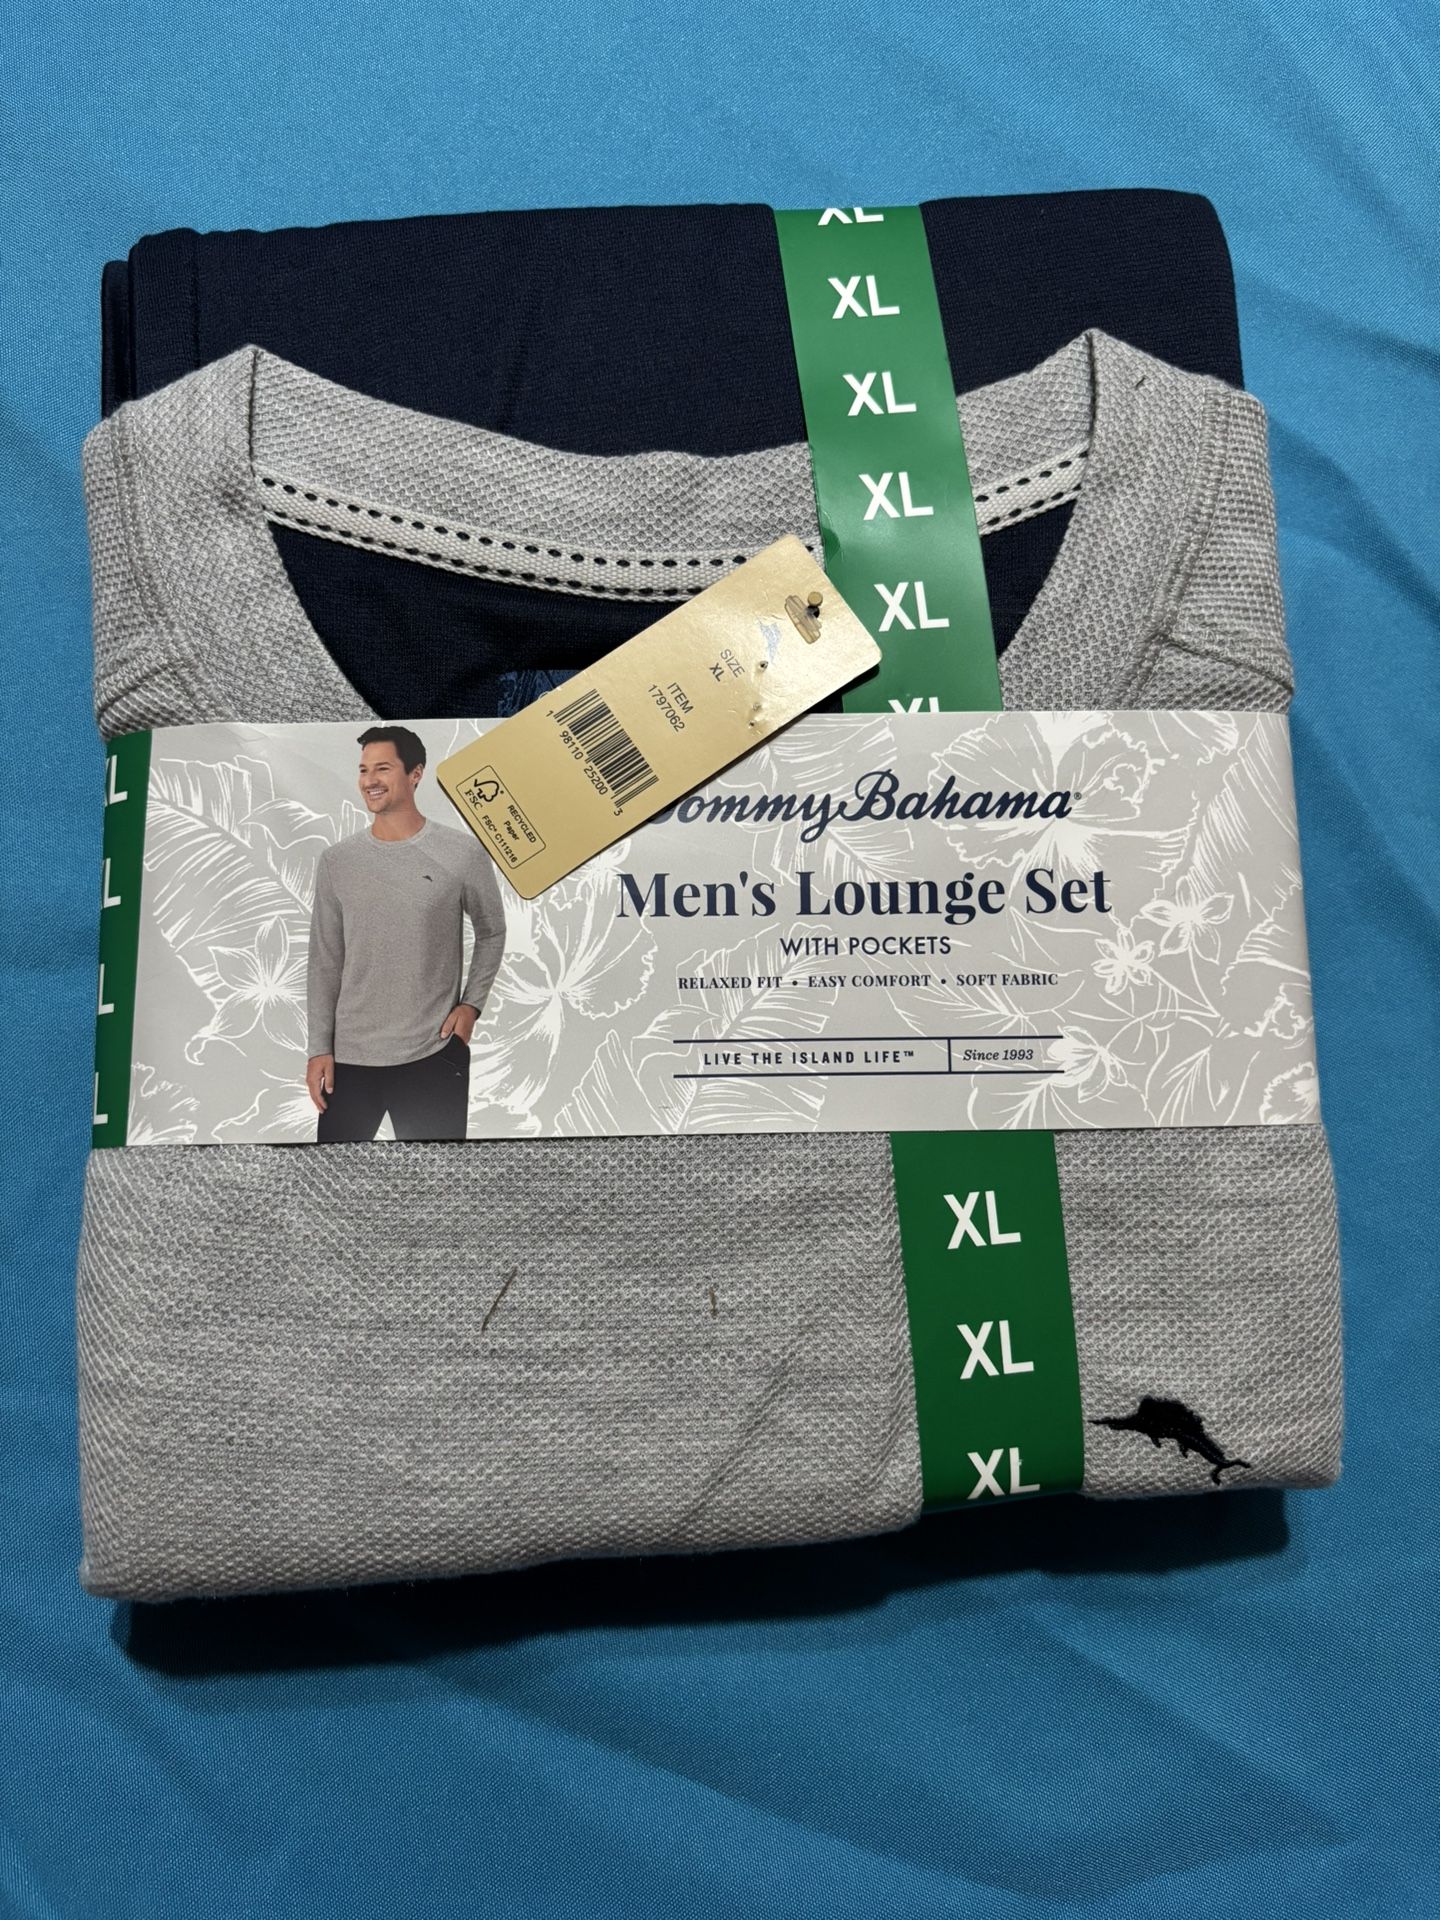 XL
XL
XL
XL
XL
XL
SIZE
XL
ITEM
1797062
1 98110 25200 3
FSC
RECYCLED
Paper
FSC® C111216
Tommy Bahama®
Men's Lounge Set
WITH POCKETS
RELAXED FIT • EASY COMFORT • SOFT FABRIC
LIVE THE ISLAND LIFE™ Since 1993
XL
L
L
L
XL
XL
XL